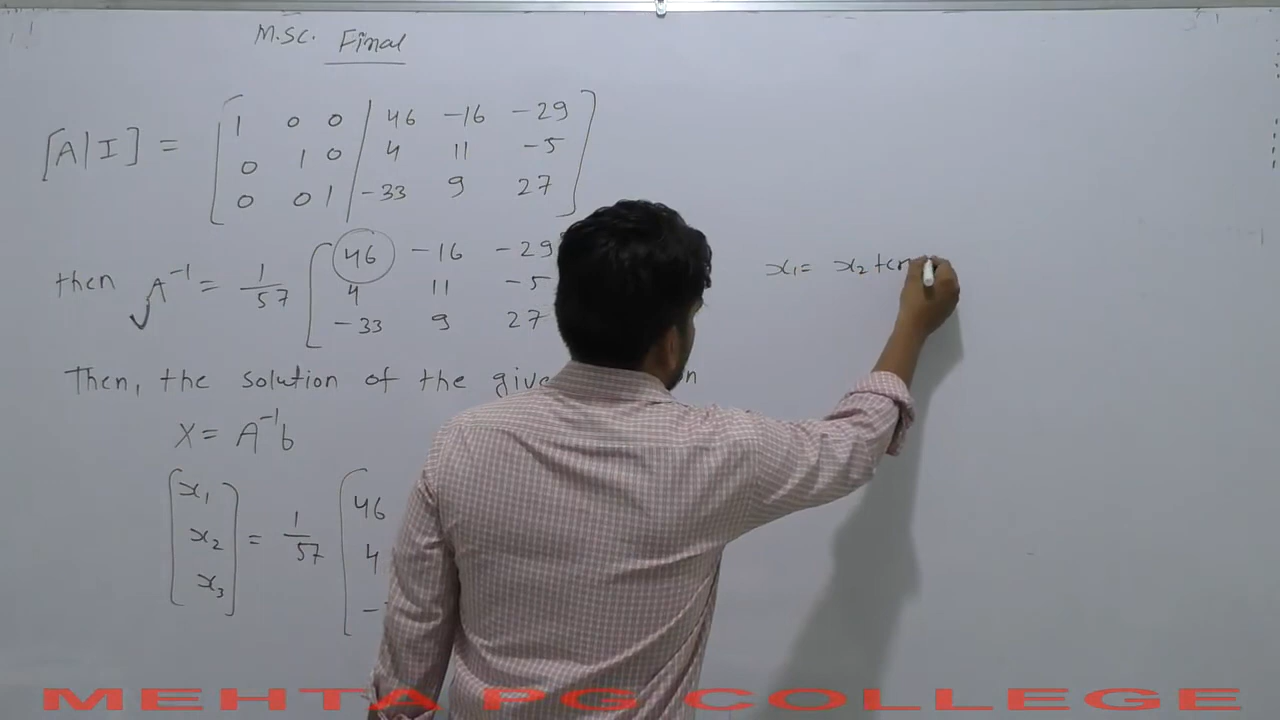 M.SC. Final
[A|I] = [ 1 0 0 | 46 -16 -29 ]
0 1 0 | 4 11 -5
0 0 1 | -33 9 27
then A⁻¹ = 1/57 [ 46 -16 -29
4 11 -5
-33 9 27
Then, the solution of the give
X = A⁻¹b
[ x₁ x₂ x₃ ] = 1/57 [ 46
4
x₁ = x₂
MEHTA PG COLLEGE